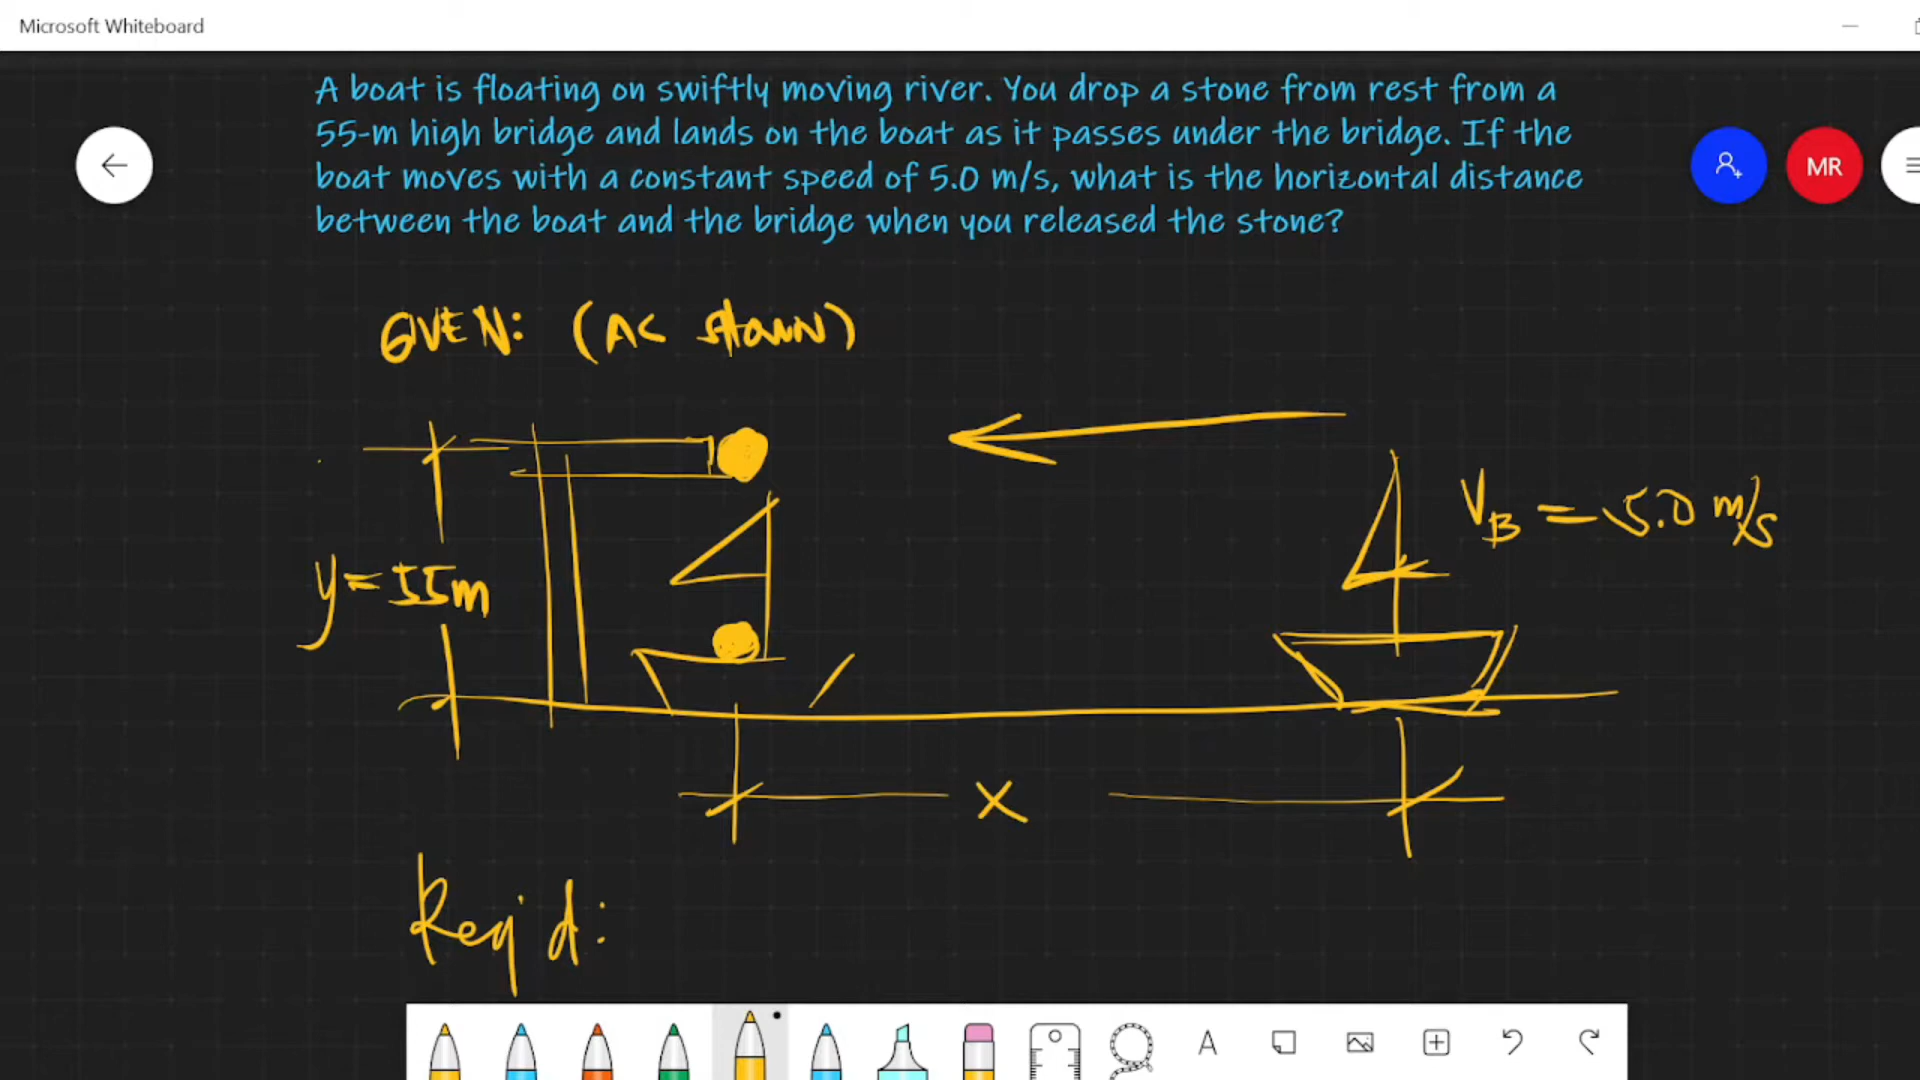 Microsoft Whiteboard
A boat is floating on swiftly moving river. You drop a stone from rest from a
55-m high bridge and lands on the boat as it passes under the bridge. If the
boat moves with a constant speed of 5.0 m/s, what is the horizontal distance
between the boat and the bridge when you released the stone?
MR
GIVEN: (AS SHOWN)
V_B = 5.0 m/s
y = 55m
x
Req'd:
A